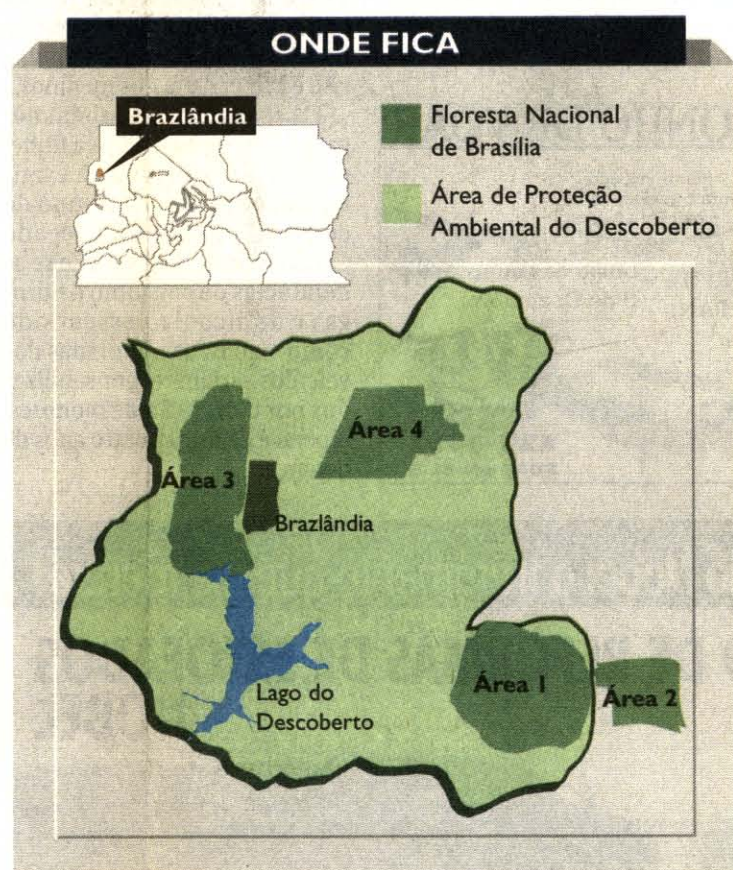 ONDE FICA
Brazlândia
Floresta Nacional
de Brasília
Área de Proteção
Ambiental do Descoberto
Área 4
Área 3
Brazlândia
Lago do
Descoberto
Área 1
Área 2